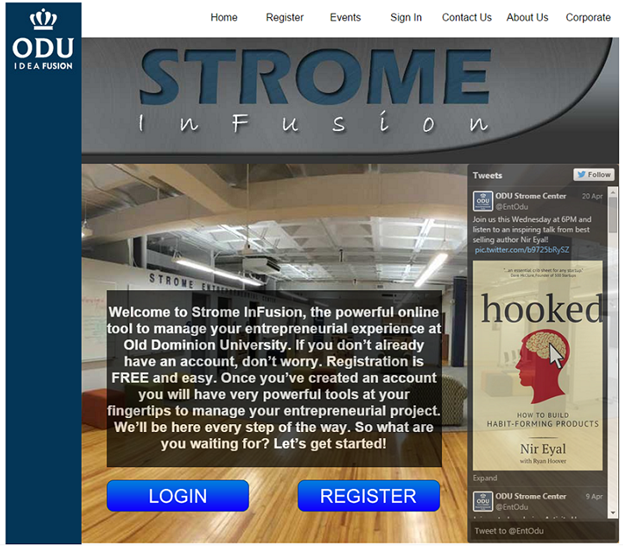 Home Register Events Sign In Contact Us About Us Corporate
ODU
IDEA FUSION
STROME
InFusion
STROME ENTREPRENEURIAL
Welcome to Strome InFusion, the powerful online
tool to manage your entrepreneurial experience at
Old Dominion University. If you don't already
have an account, don't worry. Registration is
FREE and easy. Once you've created an account
you will have very powerful tools at your
fingertips to manage your entrepreneurial project.
We'll be here every step of the way. So what are
you waiting for? Let's get started!
LOGIN REGISTER
Tweets Follow
ODU
ODU Strome Center 20 Apr
@EntOdu
Join us this Wednesday at 6PM and
listen to an inspiring talk from best
selling author Nir Eyal!
pic.twitter.com/b9725bRySZ
hooked
HOW TO BUILD
HABIT-FORMING PRODUCTS
Nir Eyal
with Ryan Hoover
Expand
ODU
ODU Strome Center 9 Apr
@EntOdu
Tweet to @EntOdu